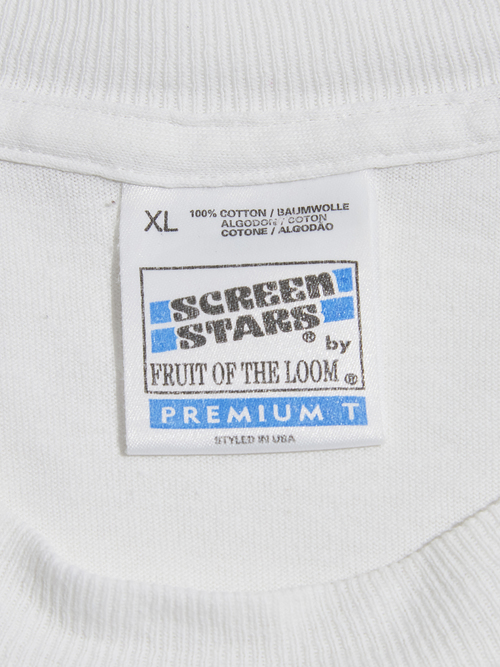 XL
100% COTTON / BAUMWOLLE
ALGODON / COTON
COTONE / ALGODÃO
SCREEN
STARS®
by
FRUIT OF THE LOOM®
PREMIUM T
STYLED IN USA